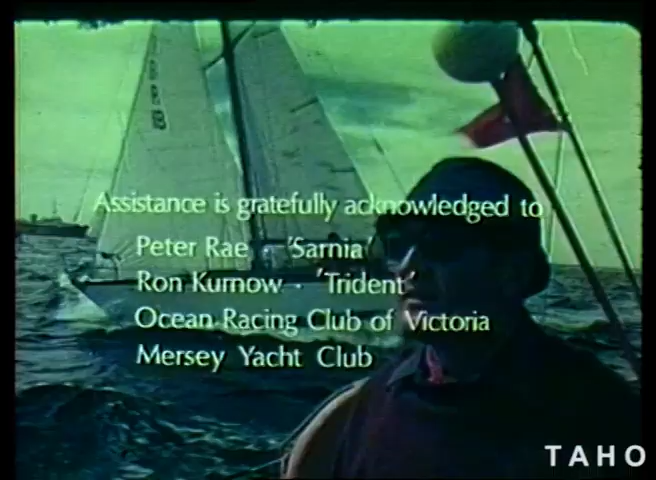 Assistance is gratefully acknowledged to
Peter Rae 'Sarnia'
Ron Kurnow - 'Trident'
Ocean Racing Club of Victoria
Mersey Yacht Club
TAHO